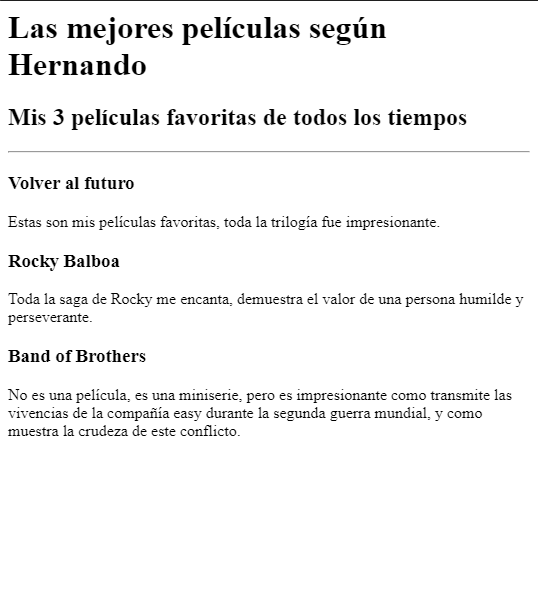 Las mejores películas según
Hernando
Mis 3 películas favoritas de todos los tiempos
Volver al futuro
Estas son mis películas favoritas, toda la trilogía fue impresionante.
Rocky Balboa
Toda la saga de Rocky me encanta, demuestra el valor de una persona humilde y
perseverante.
Band of Brothers
No es una película, es una miniserie, pero es impresionante como transmite las
vivencias de la compañía easy durante la segunda guerra mundial, y como
muestra la crudeza de este conflicto.